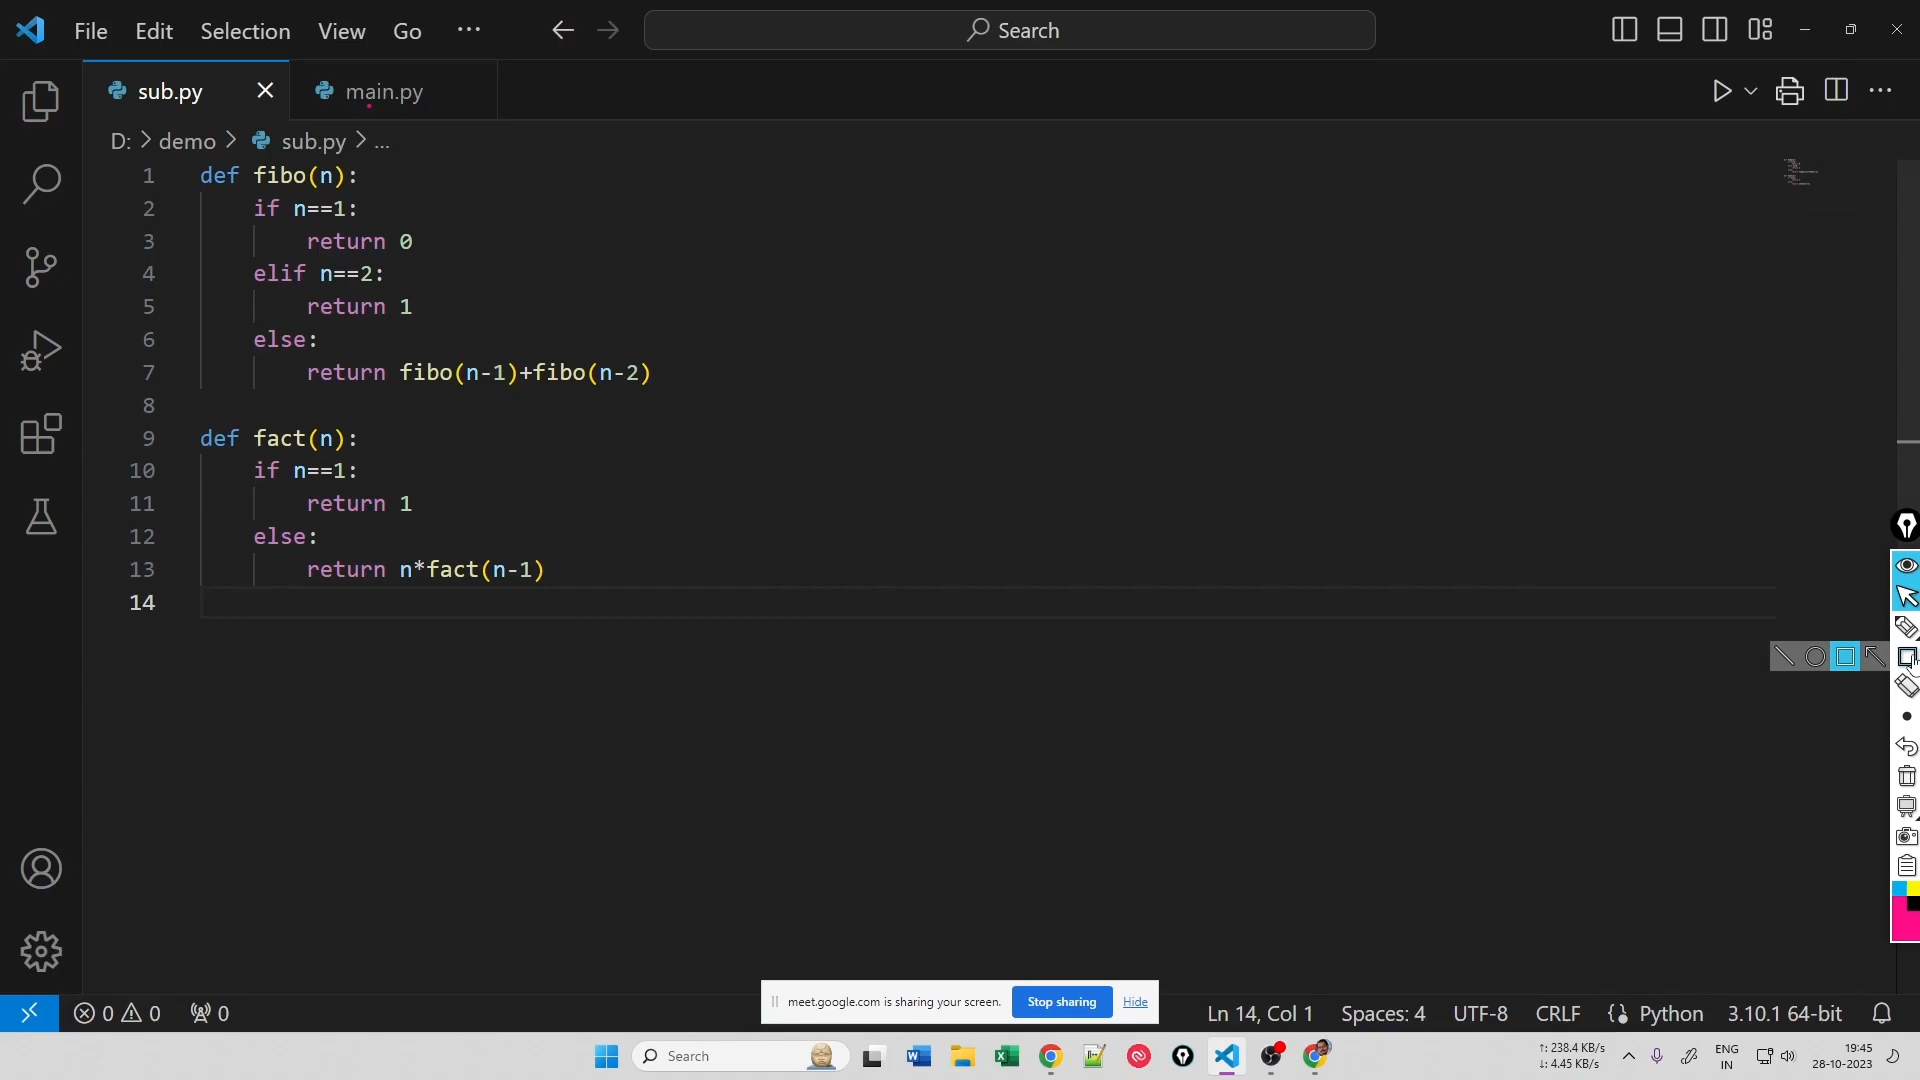 File Edit Selection View Go ... Search
sub.py main.py
D: > demo > sub.py > ...
1 def fibo(n):
2 if n==1:
3 return 0
4 elif n==2:
5 return 1
6 else:
7 return fibo(n-1)+fibo(n-2)
8
9 def fact(n):
10 if n==1:
11 return 1
12 else:
13 return n*fact(n-1)
14
meet.google.com is sharing your screen. Stop sharing Hide
0 0 0 Ln 14, Col 1 Spaces: 4 UTF-8 CRLF Python 3.10.1 64-bit
Search
↑: 238.4 KB/s
↓: 4.45 KB/s
ENG
IN
19:45
28-10-2023